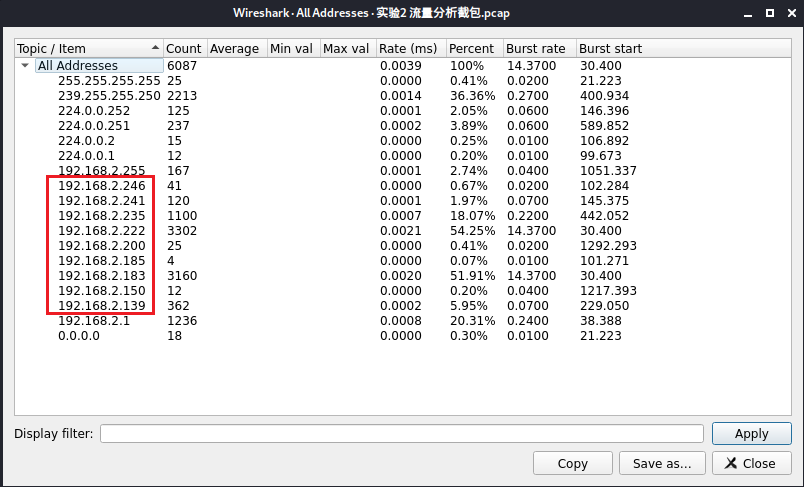 Wireshark · All Addresses · 实验2 流量分析截包.pcap
Topic / Item Count Average Min val Max val Rate (ms) Percent Burst rate Burst start
All Addresses 6087 0.0039 100% 14.3700 30.400
255.255.255.255 25 0.0000 0.41% 0.0200 21.223
239.255.255.250 2213 0.0014 36.36% 0.2700 400.934
224.0.0.252 125 0.0001 2.05% 0.0600 146.396
224.0.0.251 237 0.0002 3.89% 0.0600 589.852
224.0.0.2 15 0.0000 0.25% 0.0100 106.892
224.0.0.1 12 0.0000 0.20% 0.0100 99.673
192.168.2.255 167 0.0001 2.74% 0.0400 1051.337
192.168.2.246 41 0.0000 0.67% 0.0200 102.284
192.168.2.241 120 0.0001 1.97% 0.0700 145.375
192.168.2.235 1100 0.0007 18.07% 0.2200 442.052
192.168.2.222 3302 0.0021 54.25% 14.3700 30.400
192.168.2.200 25 0.0000 0.41% 0.0200 1292.293
192.168.2.185 4 0.0000 0.07% 0.0100 101.271
192.168.2.183 3160 0.0020 51.91% 14.3700 30.400
192.168.2.150 12 0.0000 0.20% 0.0400 1217.393
192.168.2.139 362 0.0002 5.95% 0.0700 229.050
192.168.2.1 1236 0.0008 20.31% 0.2400 38.388
0.0.0.0 18 0.0000 0.30% 0.0100 21.223
Display filter: Apply
Copy Save as... Close